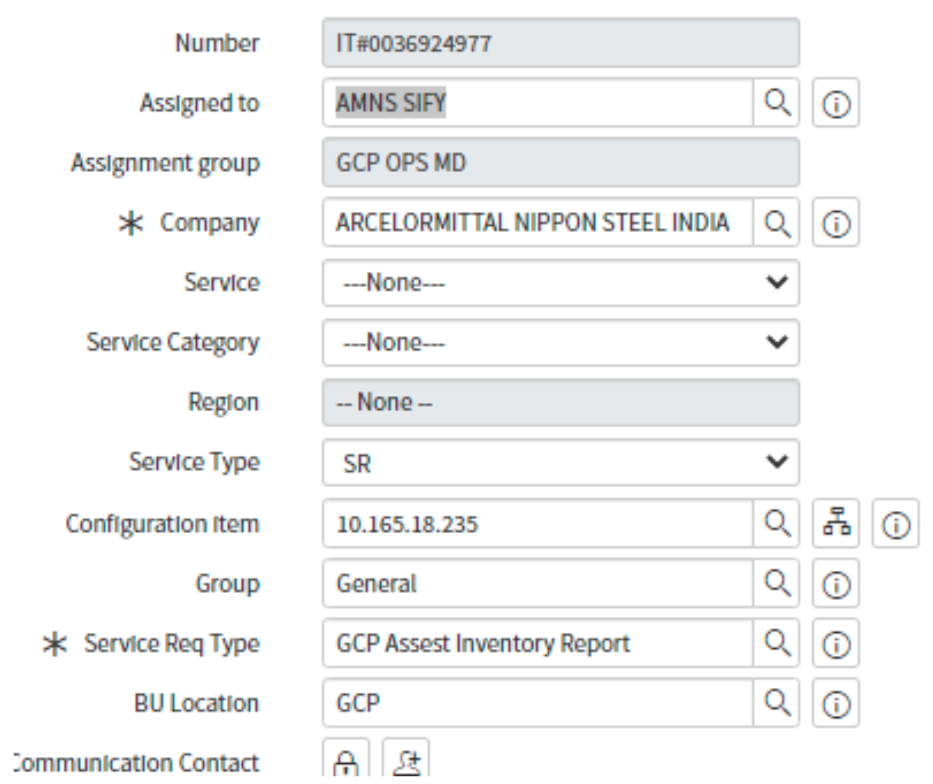 Number IT#0036924977
Assigned to AMNS SIFY
Assignment group GCP OPS MD
* Company ARCELORMITTAL NIPPON STEEL INDIA
Service ---None---
Service Category ---None---
Region -- None --
Service Type SR
Configuration item 10.165.18.235
Group General
* Service Req Type GCP Assest Inventory Report
BU Location GCP
Communication Contact